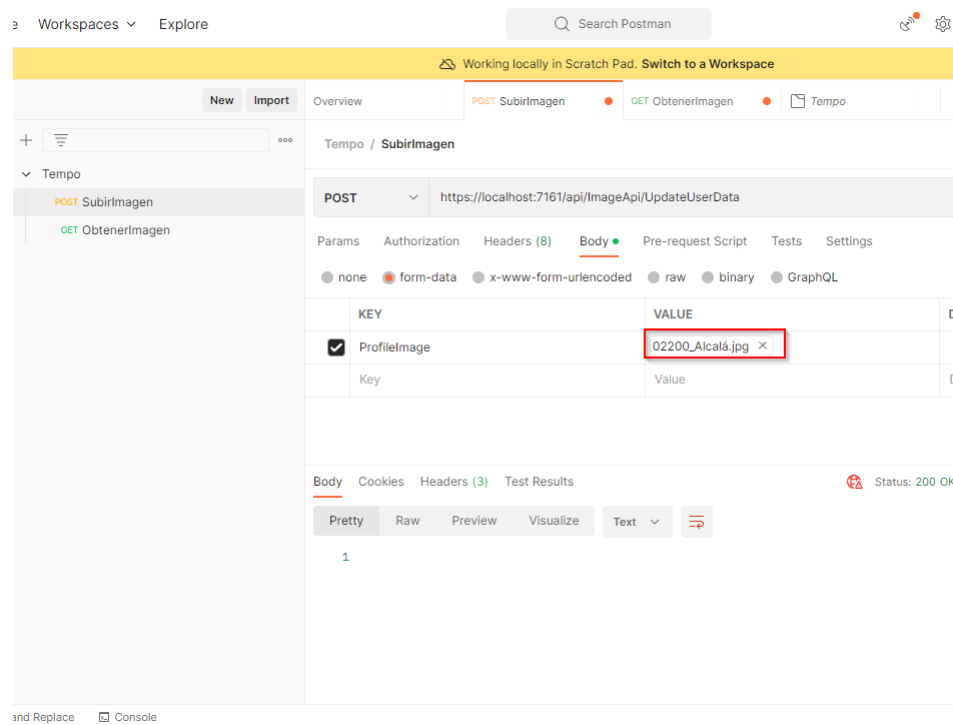 e Workspaces Explore Search Postman
Working locally in Scratch Pad. Switch to a Workspace
New Import
Overview POST SubirImagen GET ObtenerImagen Tempo
Tempo / SubirImagen
Tempo
POST SubirImagen
GET ObtenerImagen
POST https://localhost:7161/api/ImageApi/UpdateUserData
Params Authorization Headers (8) Body Pre-request Script Tests Settings
none form-data x-www-form-urlencoded raw binary GraphQL
KEY VALUE
ProfileImage 02200_Alcalá.jpg
Key Value
Body Cookies Headers (3) Test Results Status: 200 OK
Pretty Raw Preview Visualize Text
1
and Replace Console